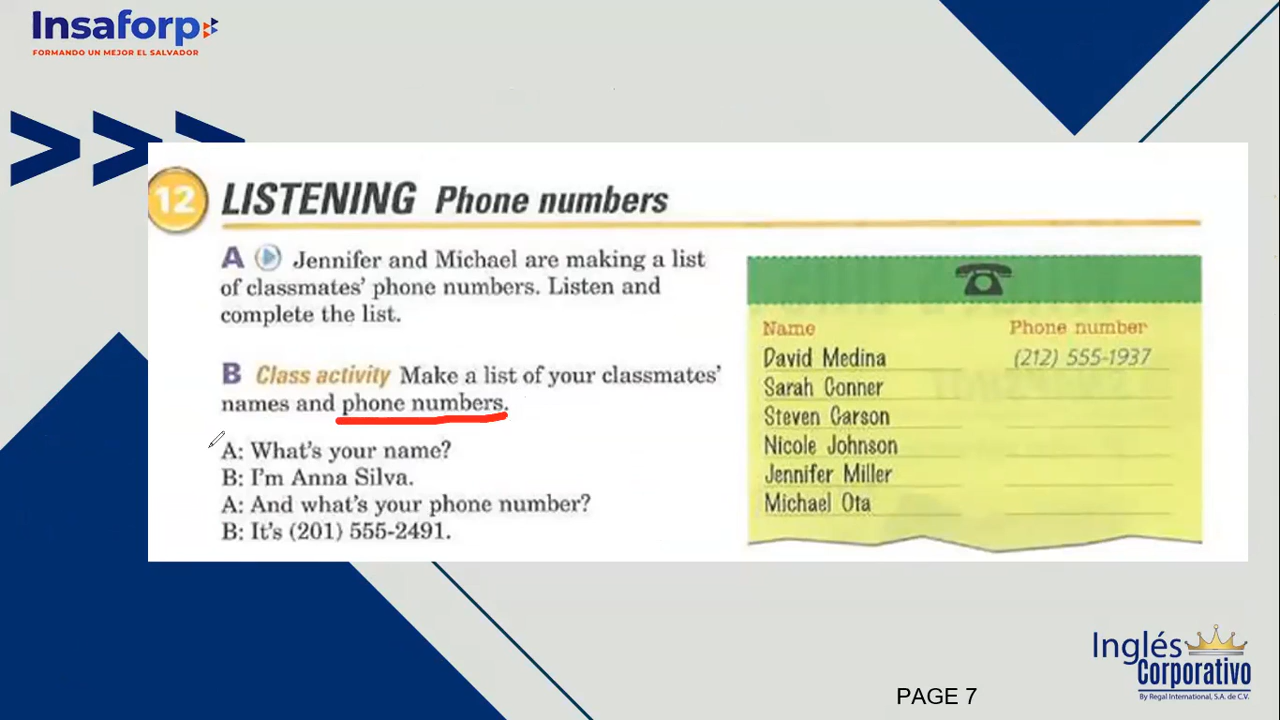 Insaforp
FORMANDO UN MEJOR EL SALVADOR
12 LISTENING Phone numbers
A Jennifer and Michael are making a list
of classmates' phone numbers. Listen and
complete the list.
B Class activity Make a list of your classmates'
names and phone numbers.
A: What's your name?
B: I'm Anna Silva.
A: And what's your phone number?
B: It's (201) 555-2491.
Name Phone number
David Medina (212) 555-1937
Sarah Conner
Steven Carson
Nicole Johnson
Jennifer Miller
Michael Ota
Inglés
Corporativo
By Regal International, S.A. de C.V.
PAGE 7